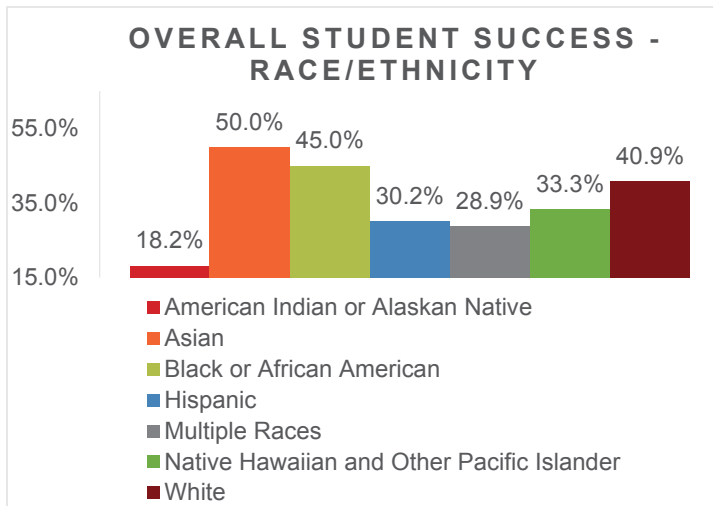 OVERALL STUDENT SUCCESS -
RACE/ETHNICITY
55.0%
35.0%
15.0%
18.2%
50.0%
45.0%
30.2%
28.9%
33.3%
40.9%
American Indian or Alaskan Native
Asian
Black or African American
Hispanic
Multiple Races
Native Hawaiian and Other Pacific Islander
White